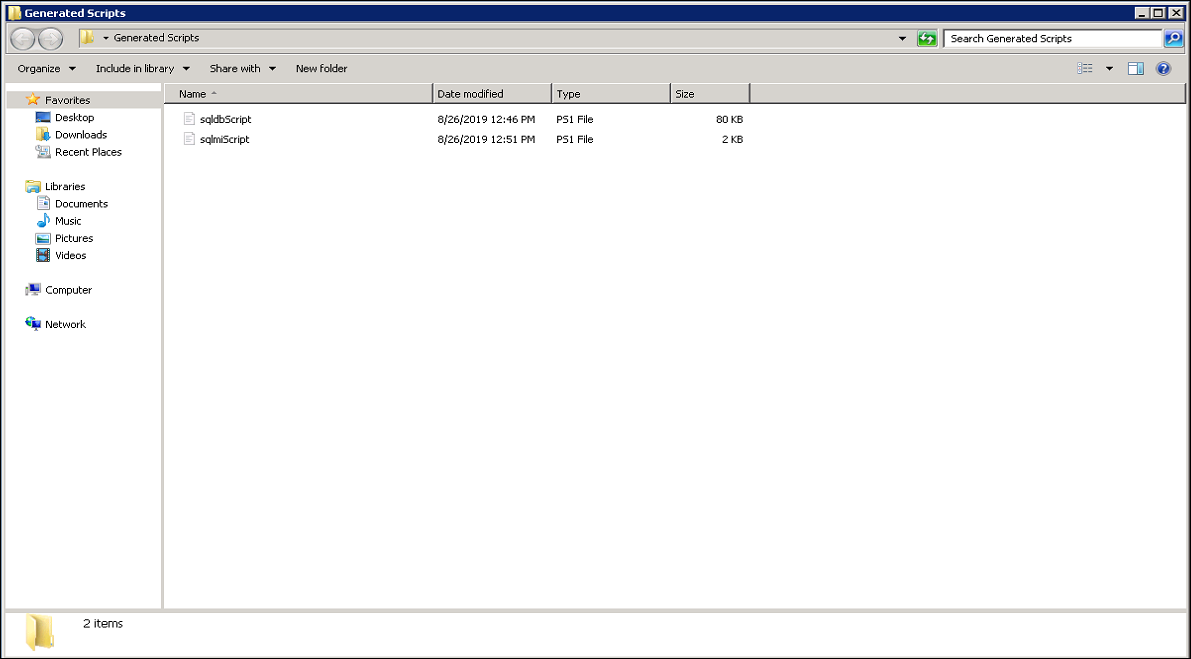 Generated Scripts
Generated Scripts
Search Generated Scripts
Organize Include in library Share with New folder
Name Date modified Type Size
sqldbScript 8/26/2019 12:46 PM PS1 File 80 KB
sqlmiScript 8/26/2019 12:51 PM PS1 File 2 KB
Favorites
Desktop
Downloads
Recent Places
Libraries
Documents
Music
Pictures
Videos
Computer
Network
2 items